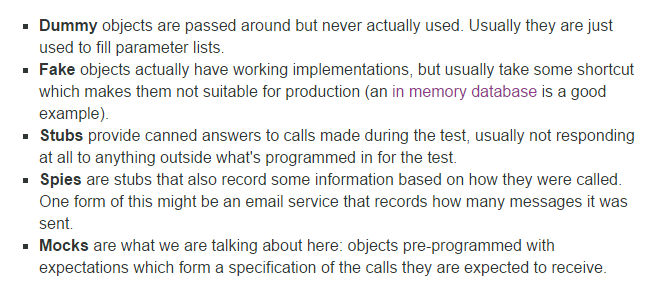 Dummy objects are passed around but never actually used. Usually they are just
used to fill parameter lists.
Fake objects actually have working implementations, but usually take some shortcut
which makes them not suitable for production (an in memory database is a good
example).
Stubs provide canned answers to calls made during the test, usually not responding
at all to anything outside what's programmed in for the test.
Spies are stubs that also record some information based on how they were called.
One form of this might be an email service that records how many messages it was
sent.
Mocks are what we are talking about here: objects pre-programmed with
expectations which form a specification of the calls they are expected to receive.